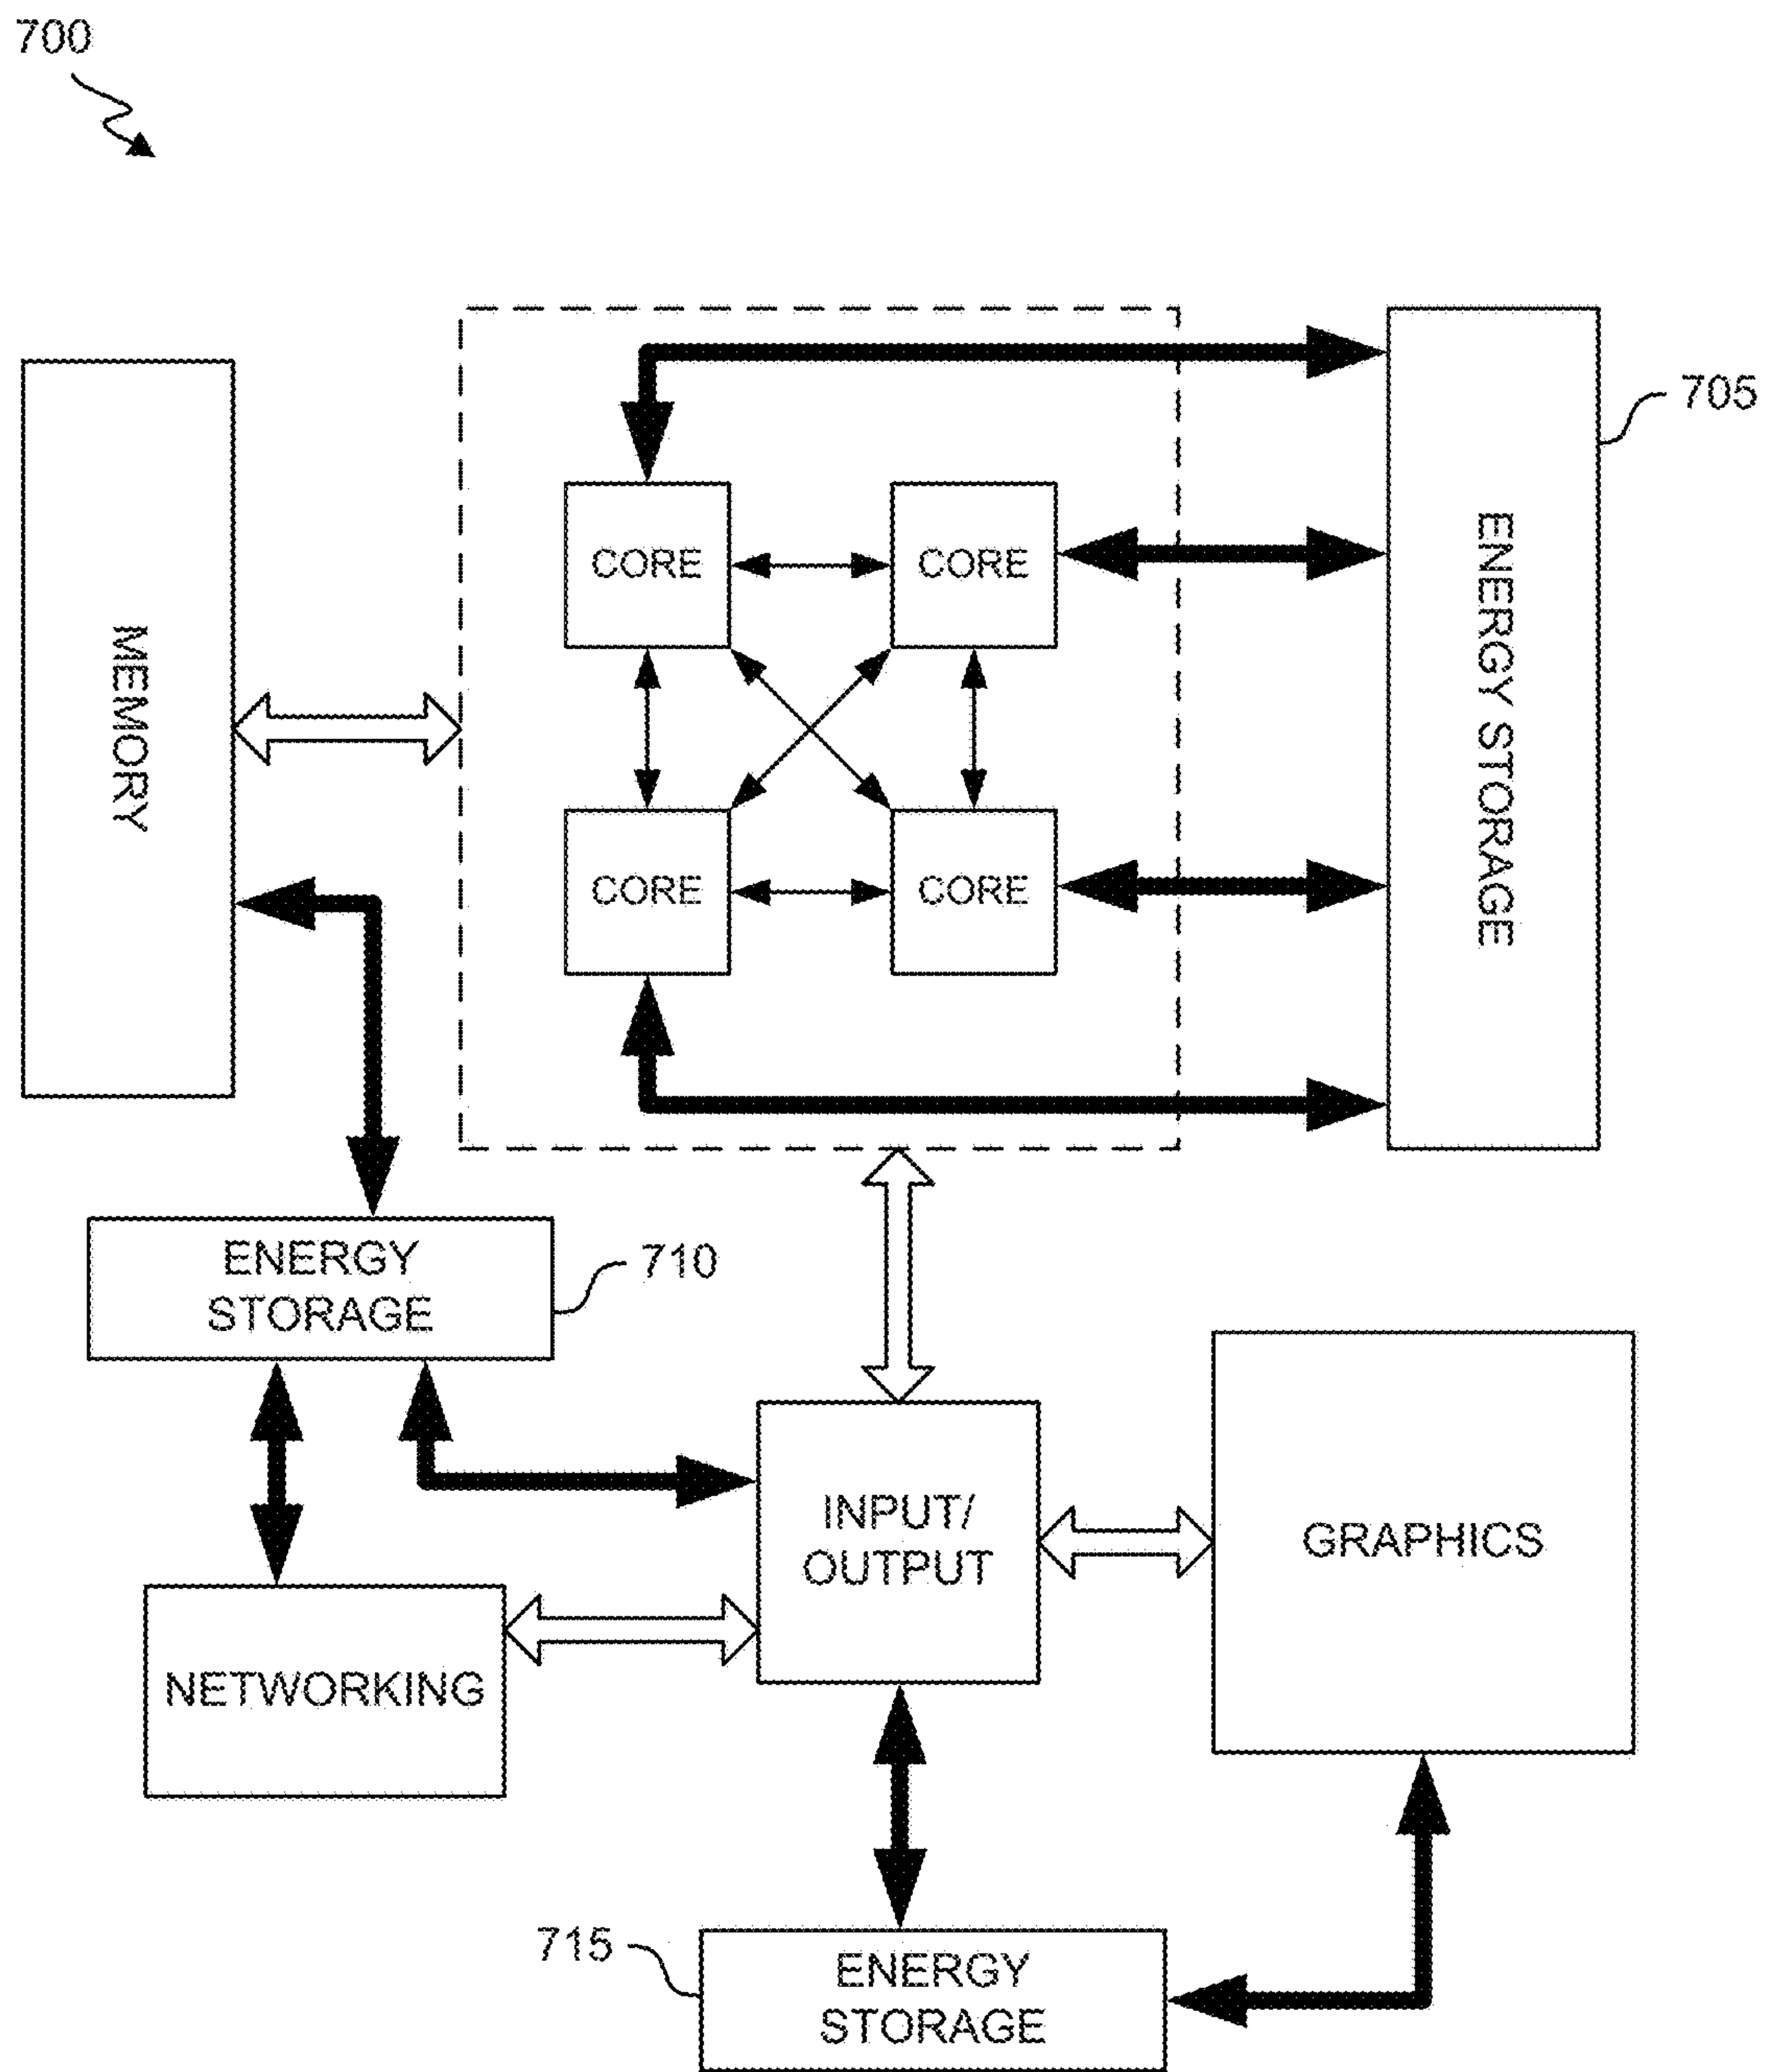 700
705
CORE
CORE
MEMORY
ENERGY STORAGE
CORE
CORE
ENERGY
STORAGE
710
INPUT/
OUTPUT
GRAPHICS
NETWORKING
715
ENERGY
STORAGE